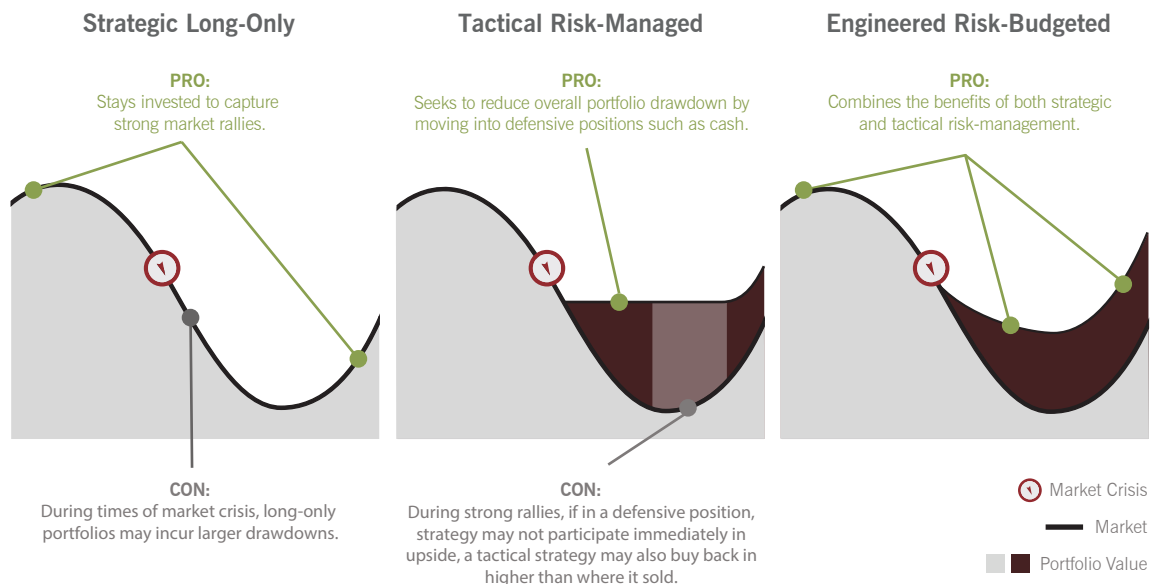 Strategic Long-Only
PRO:
Stays invested to capture
strong market rallies.
CON:
During times of market crisis, long-only
portfolios may incur larger drawdowns.
Tactical Risk-Managed
PRO:
Seeks to reduce overall portfolio drawdown by
moving into defensive positions such as cash.
CON:
During strong rallies, if in a defensive position,
strategy may not participate immediately in
upside, a tactical strategy may also buy back in
higher than where it sold.
Engineered Risk-Budgeted
PRO:
Combines the benefits of both strategic
and tactical risk-management.
Market Crisis
Market
Portfolio Value